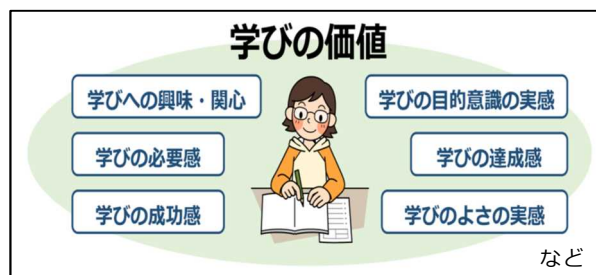 学びの価値
学びへの興味・関心
学びの必要感
学びの成功感
学びの目的意識の実感
学びの達成感
学びのよさの実感
など